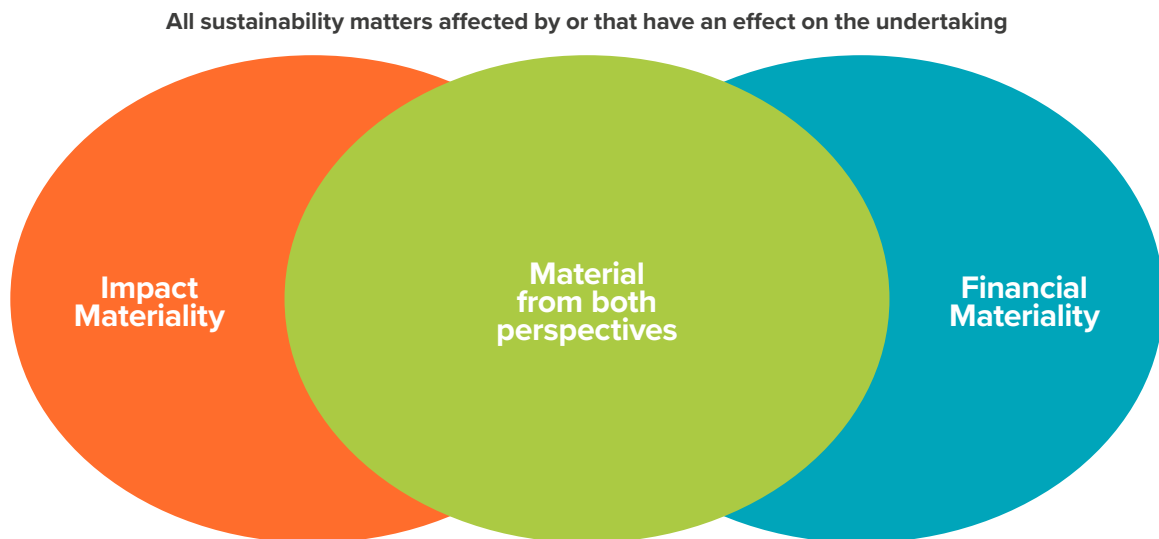 All sustainability matters affected by or that have an effect on the undertaking
Impact
Materiality
Material
from both
perspectives
Financial
Materiality